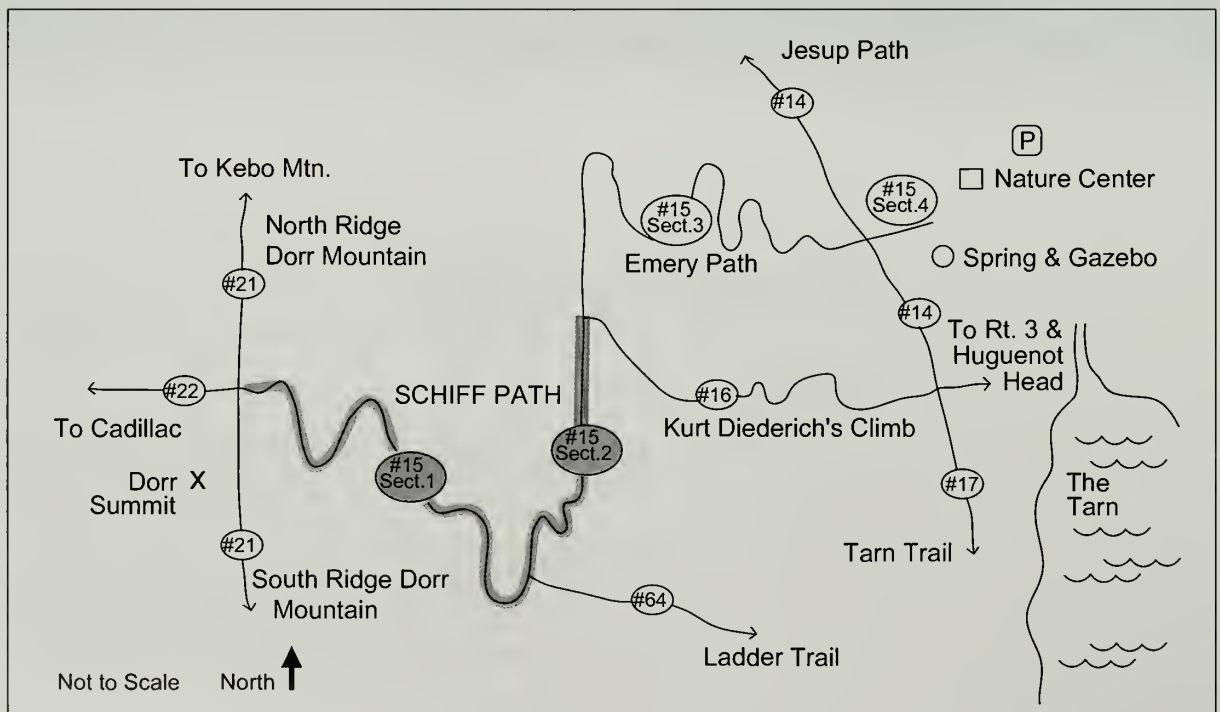 Jesup Path
#14
P
To Kebo Mtn.
Nature Center
#15
Sect.4
#15
Sect.3
North Ridge
Dorr Mountain
Emery Path
Spring & Gazebo
#21
#14
To Rt. 3 &
Huguenot
Head
#22
SCHIFF PATH
#16
To Cadillac
Kurt Diederich's Climb
#15
Sect.2
#15
Sect.1
Dorr
Summit
X
#17
The
Tarn
#21
Tarn Trail
South Ridge Dorr
Mountain
#64
Ladder Trail
Not to Scale
North